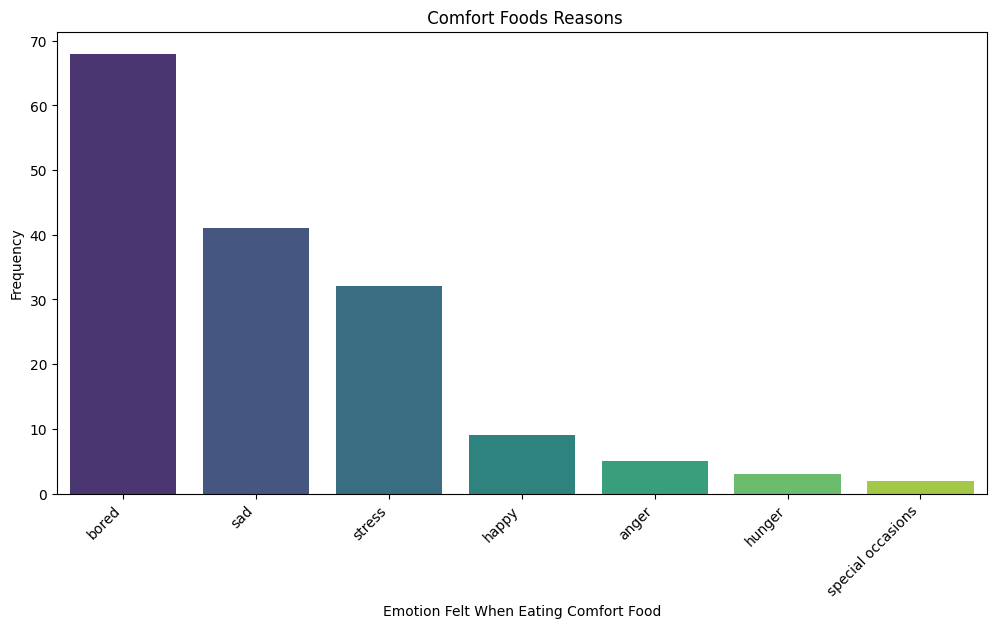 Comfort Foods Reasons
70
60
50
40
30
20
10
0
Frequency
bored
sad
stress
happy
anger
hunger
special occasions
Emotion Felt When Eating Comfort Food